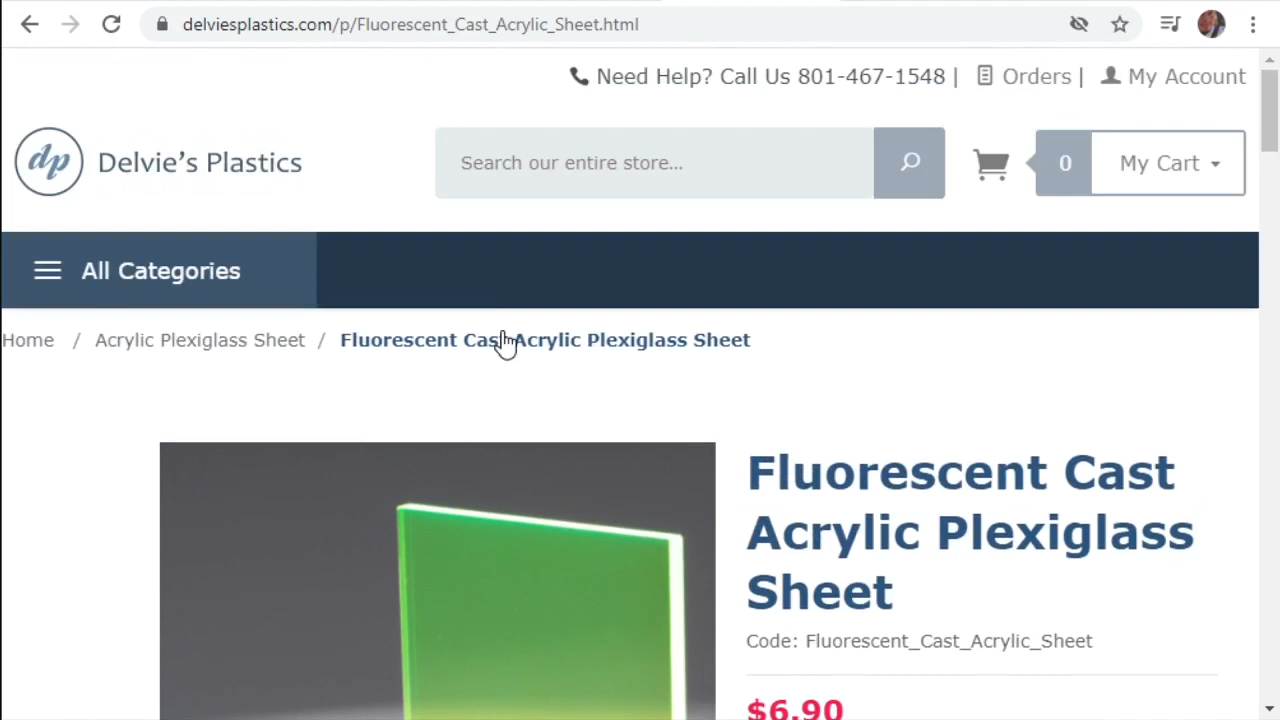 delviesplastics.com/p/Fluorescent_Cast_Acrylic_Sheet.html
Need Help? Call Us 801-467-1548 | Orders | My Account
dp Delvie's Plastics Search our entire store... 0 My Cart
All Categories
Home / Acrylic Plexiglass Sheet / Fluorescent Cast Acrylic Plexiglass Sheet
Fluorescent Cast
Acrylic Plexiglass
Sheet
Code: Fluorescent_Cast_Acrylic_Sheet
$6.90